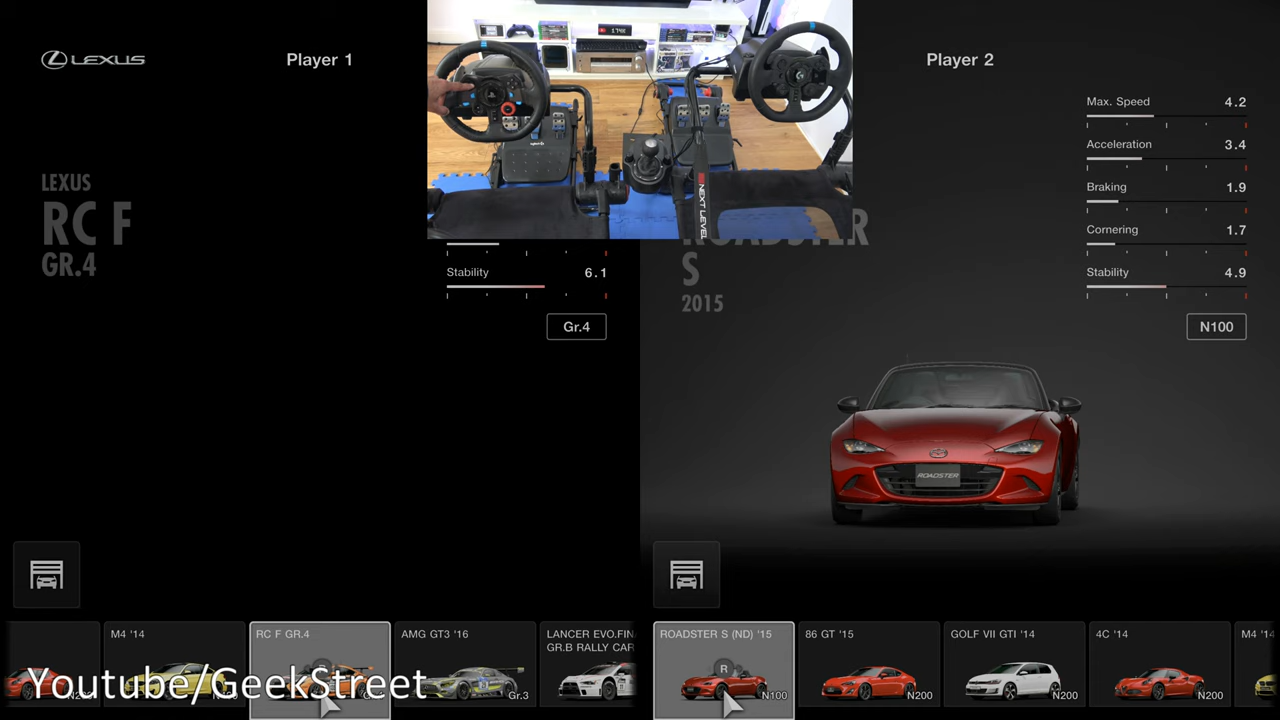 LEXUS
Player 1
LEXUS
RC F
GR.4
Stability 6.1
Gr.4
NEXT LEVEL
Player 2
Max. Speed 4.2
Acceleration 3.4
Braking 1.9
Cornering 1.7
Stability 4.9
N100
ROADSTER
S
2015
ROADSTER
M4 '14
RC F GR.4
AMG GT3 '16
Gr.3
LANCER EVO.FIN
GR.B RALLY CAR
ROADSTER S (ND) '15
R
N100
86 GT '15
N200
GOLF VII GTI '14
N200
4C '14
N200
M4 '14
Youtube/GeekStreet